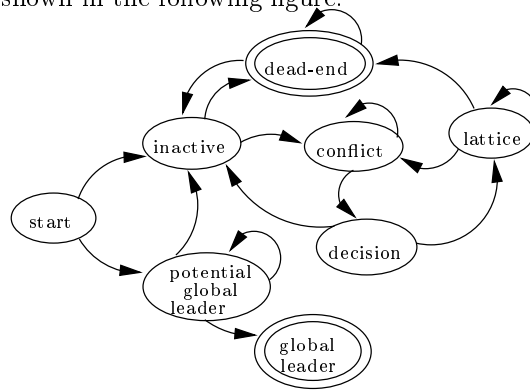 shown in the following figure.
dead-end
inactive
conflict
lattice
start
decision
potential
global
leader
global
leader